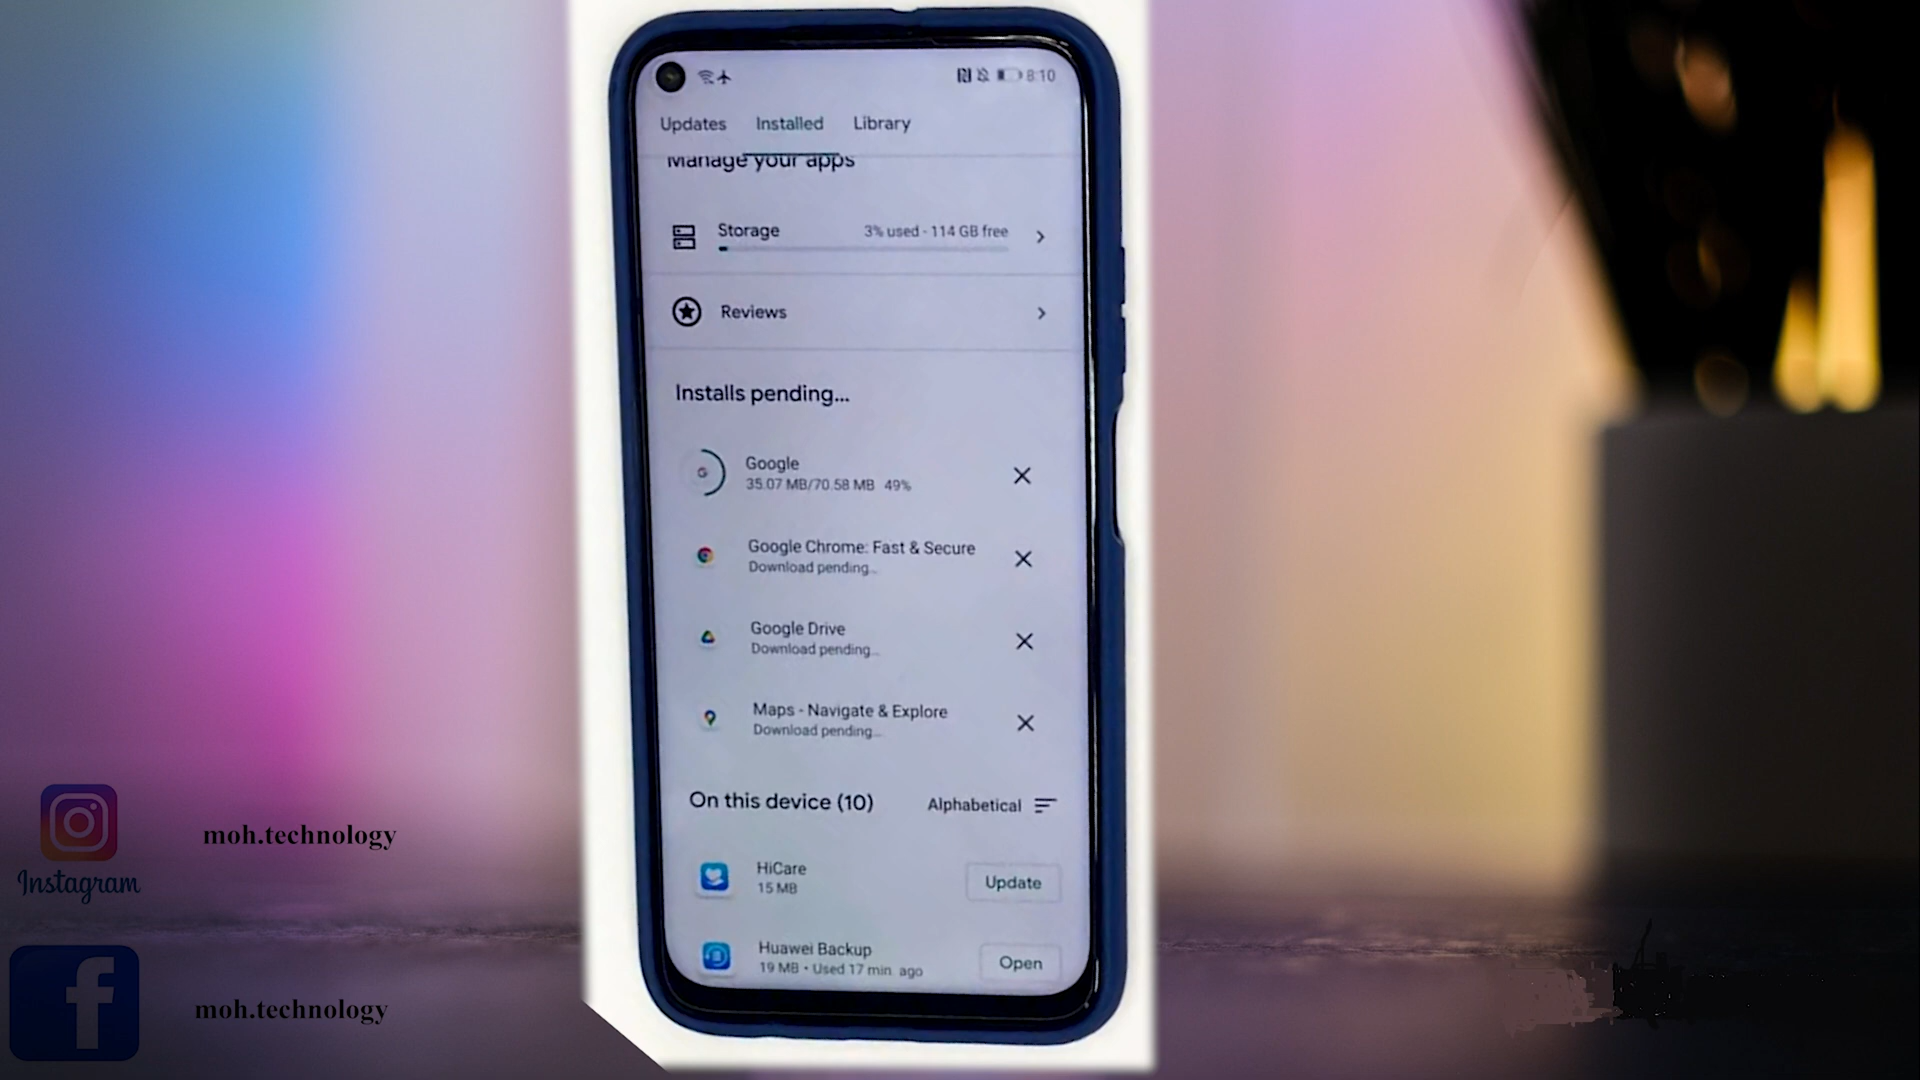 8:10
Updates Installed Library
Manage your apps
Storage 3% used - 114 GB free
Reviews
Installs pending...
Google
35.07 MB/70.58 MB 49%
Google Chrome: Fast & Secure
Download pending...
Google Drive
Download pending...
Maps - Navigate & Explore
Download pending...
On this device (10) Alphabetical
HiCare
15 MB
Update
Huawei Backup
19 MB • Used 17 min. ago
Open
Instagram
moh.technology
f
moh.technology